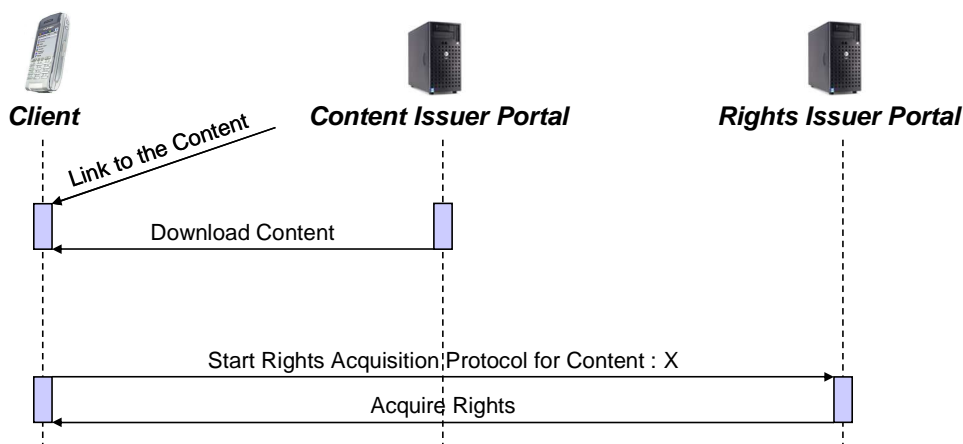 Client
Content Issuer Portal
Rights Issuer Portal
Link to the Content
Download Content
Start Rights Acquisition Protocol for Content : X
Acquire Rights